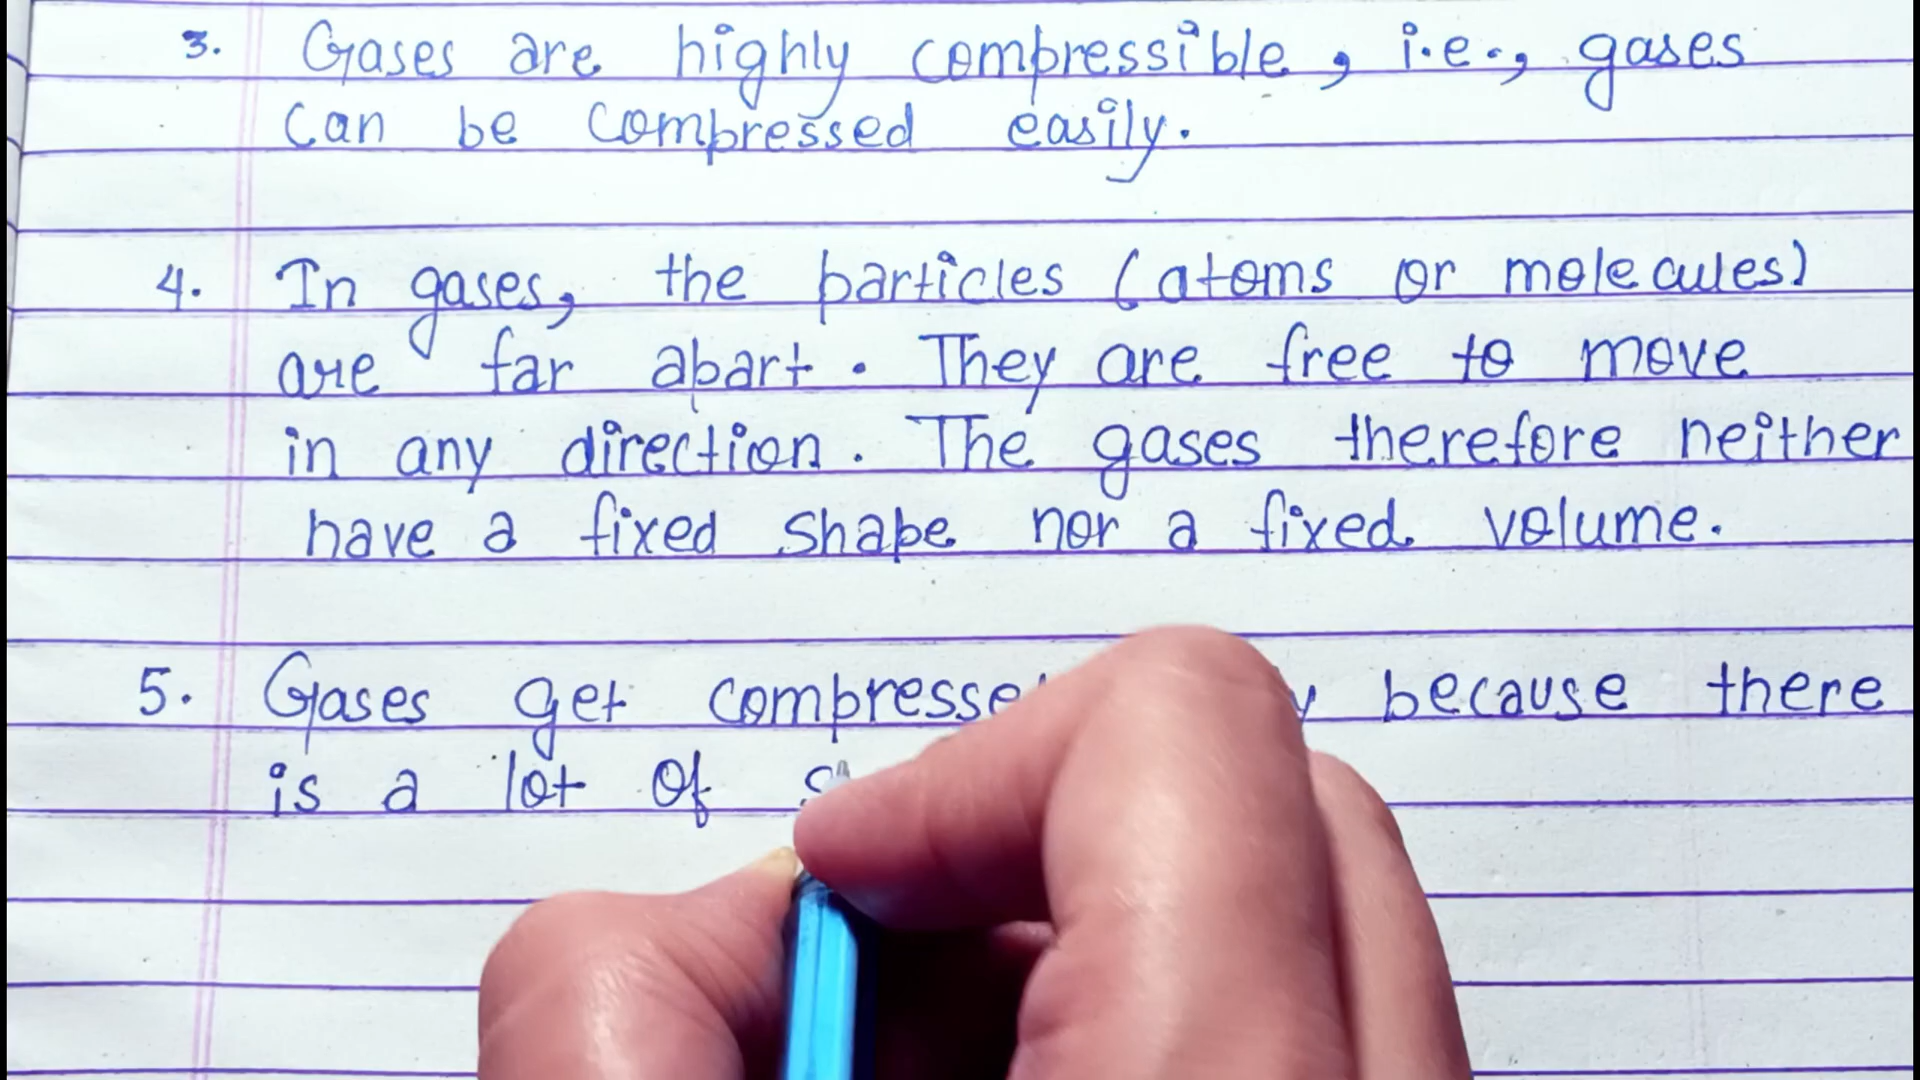 3. Gases are highly compressible, i.e., gases
can be compressed easily.
4. In gases, the particles (atoms or molecules)
are far apart. They are free to move
in any direction. The gases therefore neither
have a fixed shape nor a fixed volume.
5. Gases get because there
is a lot of